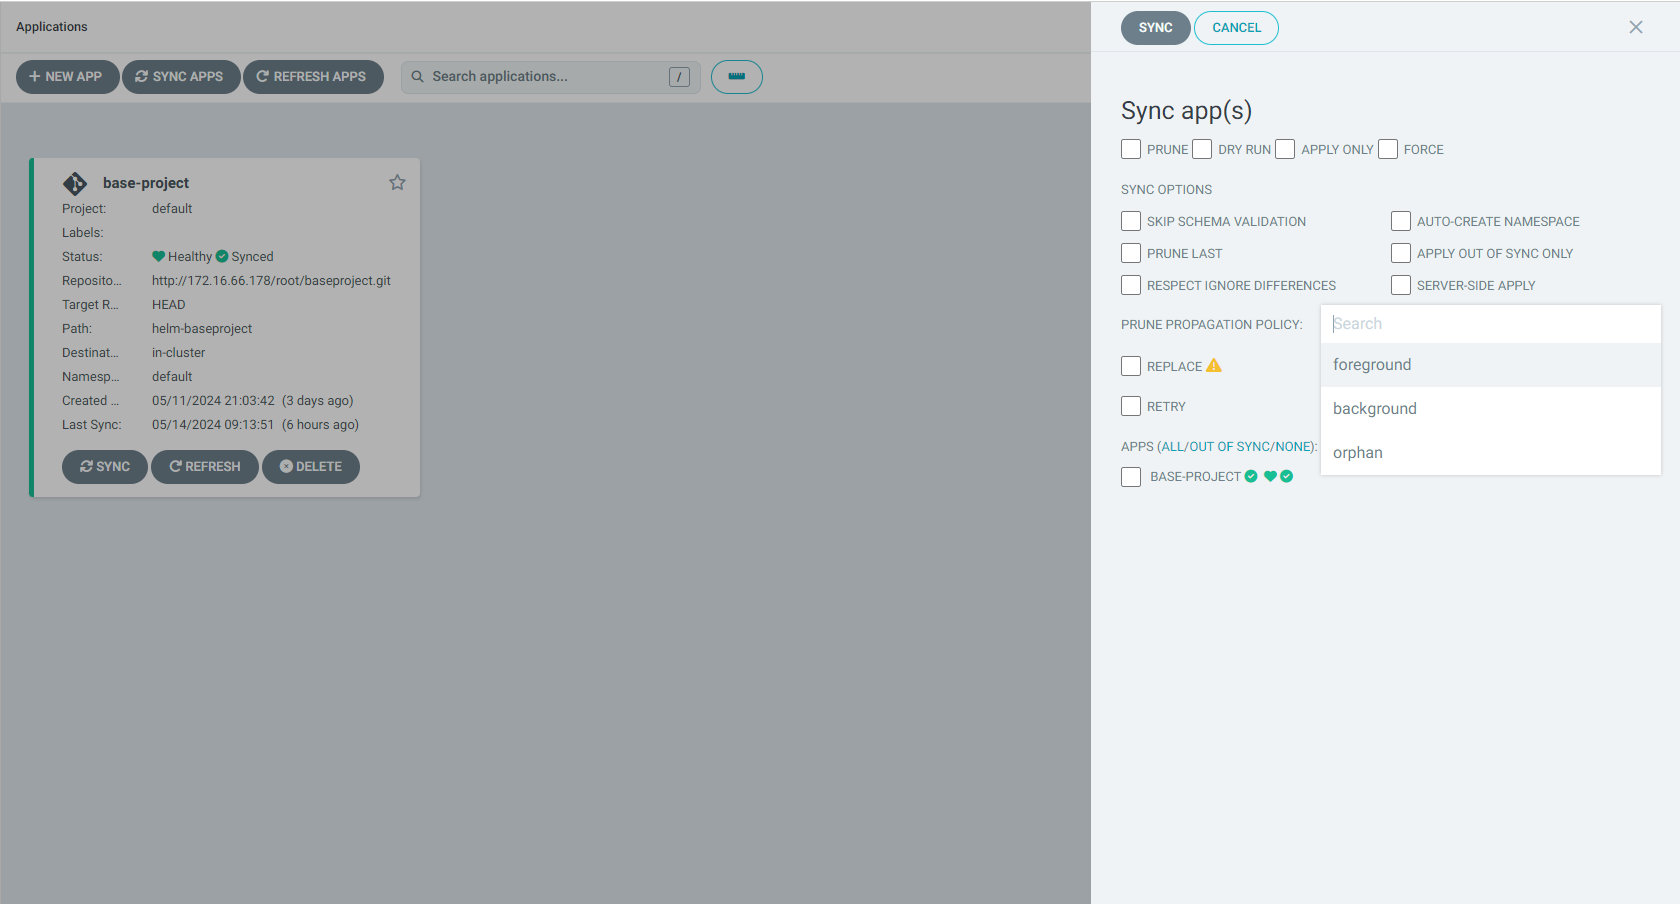 Applications
NEW APP SYNC APPS REFRESH APPS Search applications... /
base-project
Project: default
Labels:
Status: Healthy Synced
Reposito... http://172.16.66.178/root/baseproject.git
Target R... HEAD
Path: helm-baseproject
Destinat... in-cluster
Namesp... default
Created ... 05/11/2024 21:03:42 (3 days ago)
Last Sync: 05/14/2024 09:13:51 (6 hours ago)
SYNC REFRESH DELETE
SYNC CANCEL
Sync app(s)
PRUNE DRY RUN APPLY ONLY FORCE
SYNC OPTIONS
SKIP SCHEMA VALIDATION AUTO-CREATE NAMESPACE
PRUNE LAST APPLY OUT OF SYNC ONLY
RESPECT IGNORE DIFFERENCES SERVER-SIDE APPLY
PRUNE PROPAGATION POLICY: Search
foreground
background
orphan
REPLACE
RETRY
APPS (ALL/OUT OF SYNC/NONE):
BASE-PROJECT